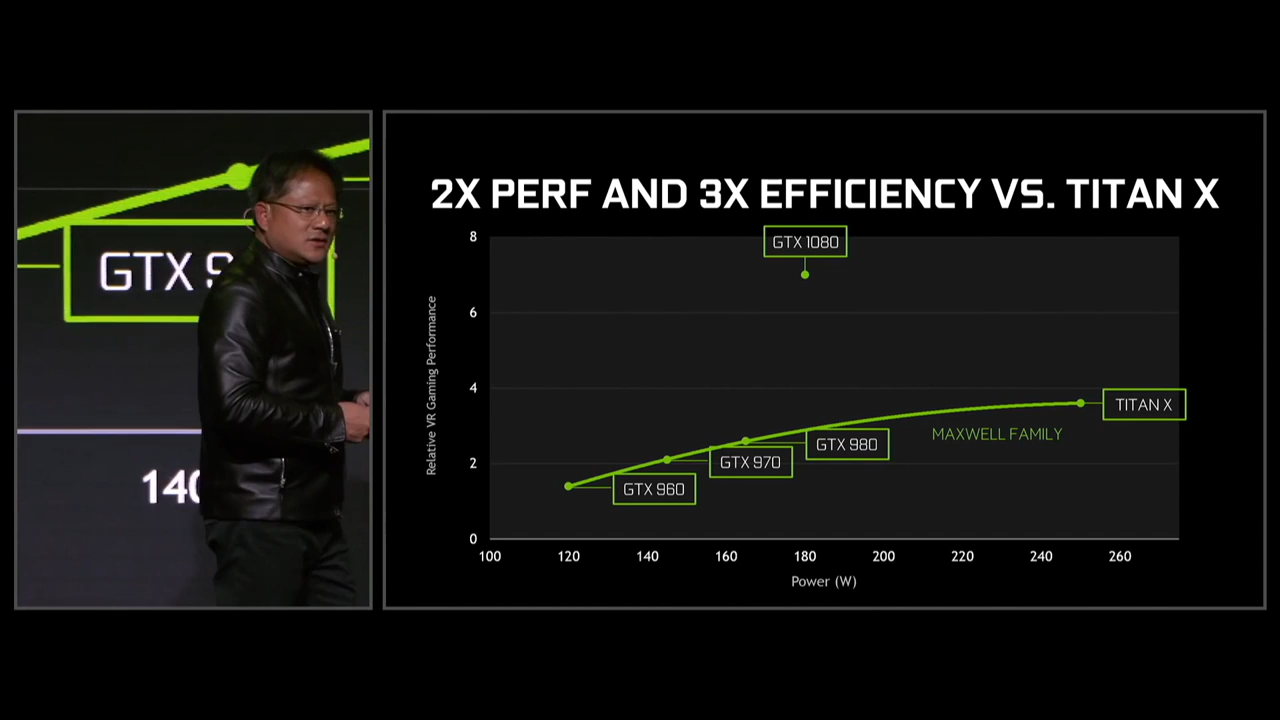 GTX 9
140
2X PERF AND 3X EFFICIENCY VS. TITAN X
Relative VR Gaming Performance
8
6
4
2
0
GTX 1080
TITAN X
MAXWELL FAMILY
GTX 980
GTX 970
GTX 960
100 120 140 160 180 200 220 240 260
Power (W)